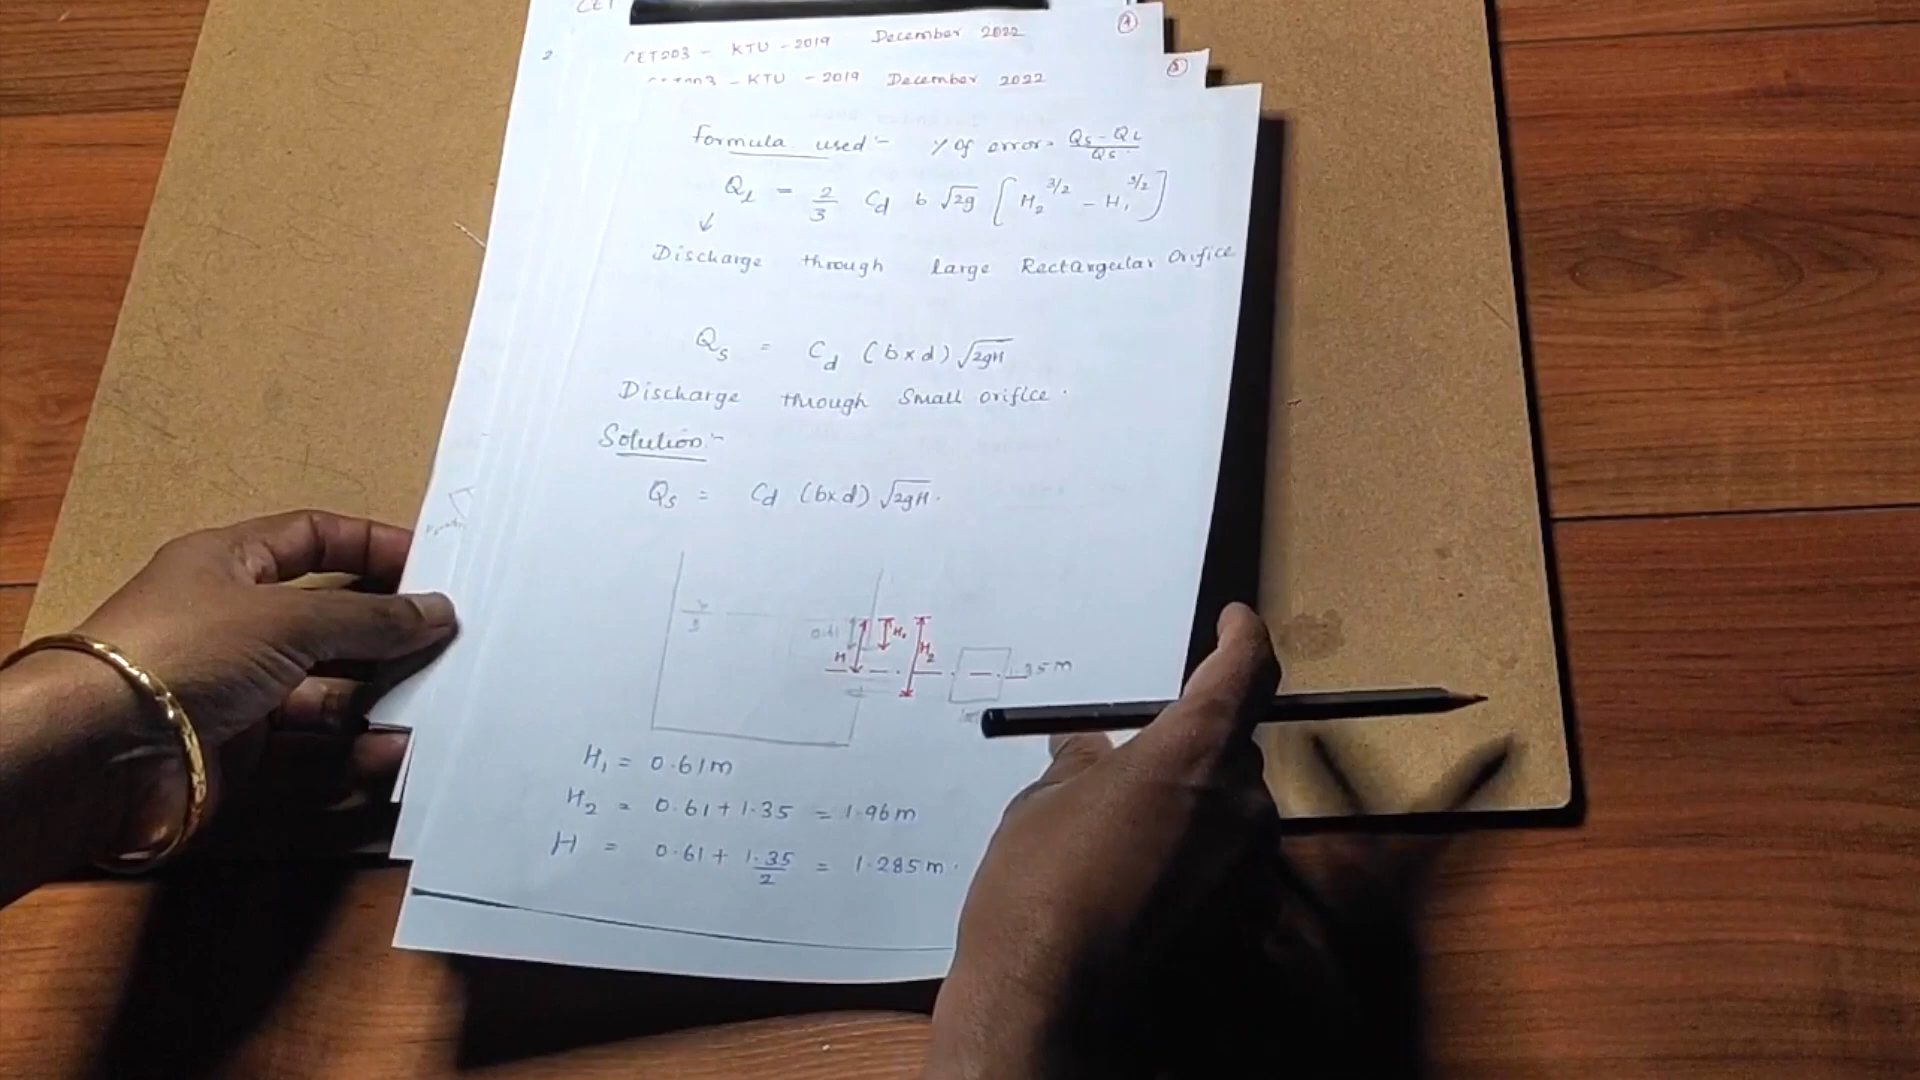 CET
2
CET203 - KTU - 2019 December 2022
3 - KTU - 2019 December 2022
Formula used :- % of error = Qs - QL / Qs
QL = 2/3 Cd b √2g [H2^3/2 - H1^3/2]
↓
Discharge through large Rectangular Orifice
Qs = Cd (b×d) √2gH
Discharge through Small orifice.
Solution :-
Qs = Cd (b×d) √2gH.
0.61 H H1 H2 1.35m
H1 = 0.61m
H2 = 0.61 + 1.35 = 1.96m
H = 0.61 + 1.35/2 = 1.285m.